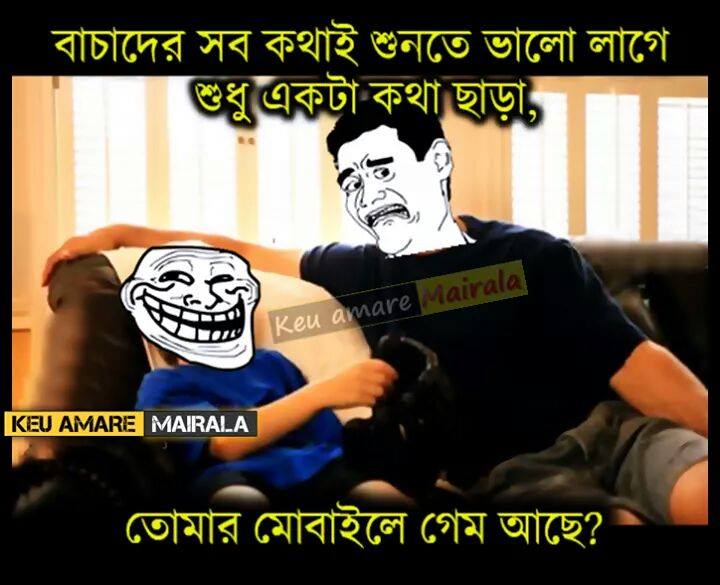 বাচাদের সব কথাই শুনতে ভালো লাগে
শুধু একটা কথা ছাড়া,
Keu amare Mairala
KEU AMARE MAIRALA
তোমার মোবাইলে গেম আছে?